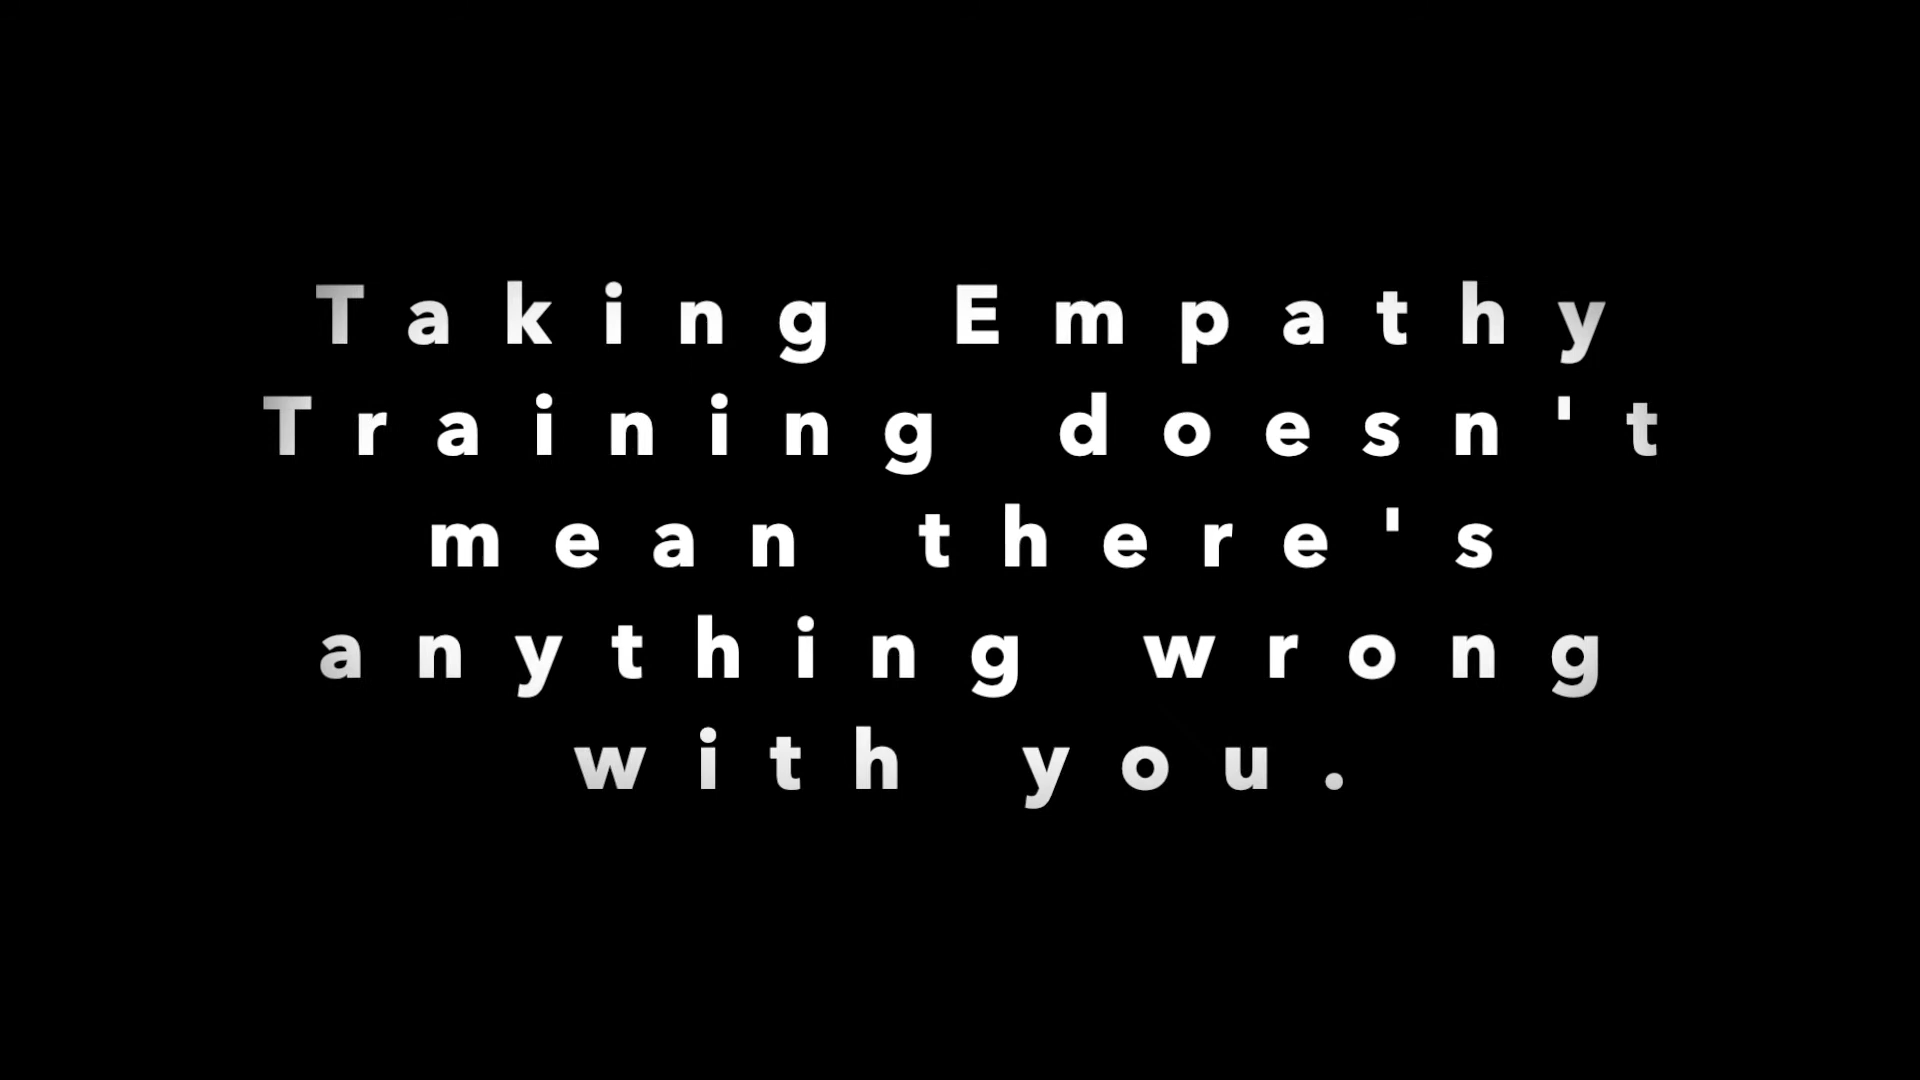 Taking Empathy
Training doesn't
mean there's
anything wrong
with you.